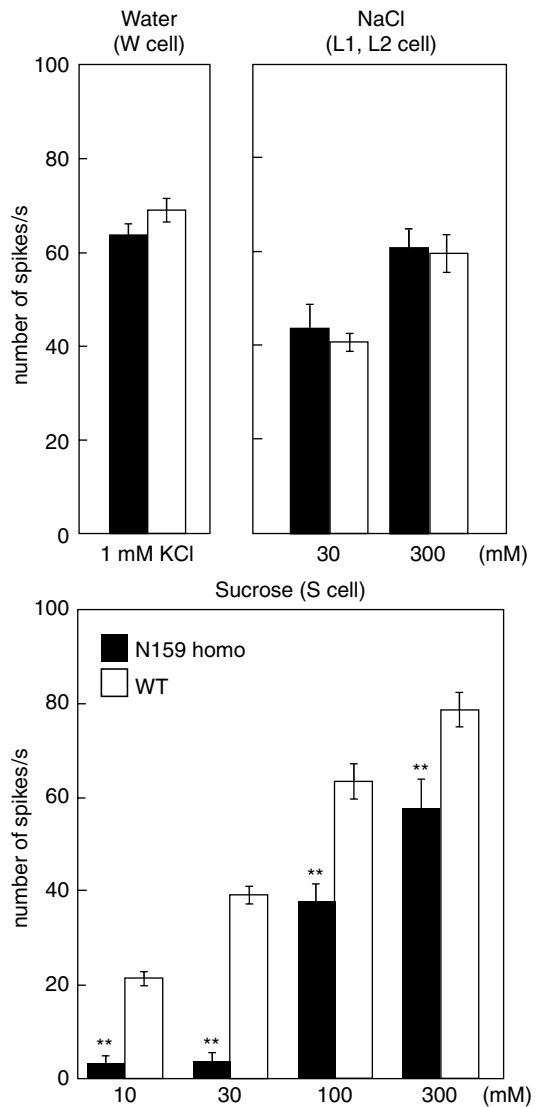 Water
(W cell)
NaCl
(L1, L2 cell)
number of spikes/s
100
80
60
40
20
0
1 mM KCl
30
300
(mM)
Sucrose (S cell)
number of spikes/s
100
80
60
40
20
0
N159 homo
WT
**
**
**
**
10
30
100
300
(mM)